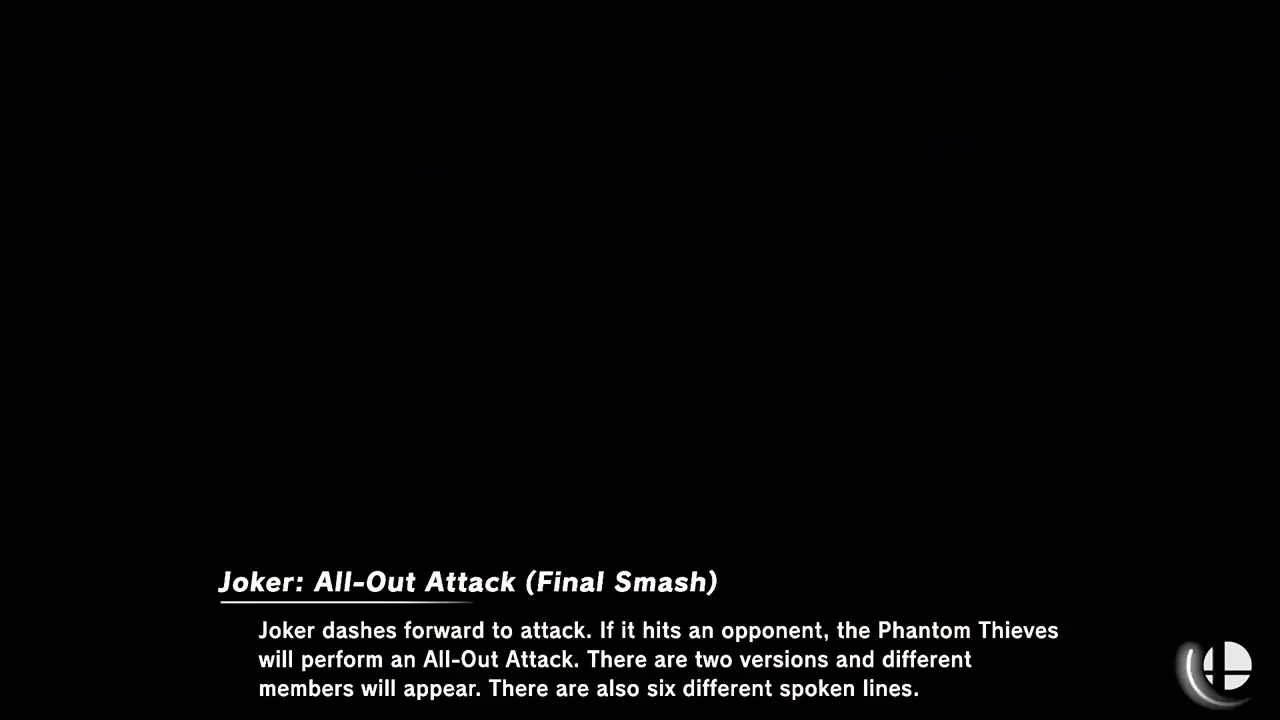 Joker: All-Out Attack (Final Smash)
Joker dashes forward to attack. If it hits an opponent, the Phantom Thieves
will perform an All-Out Attack. There are two versions and different
members will appear. There are also six different spoken lines.